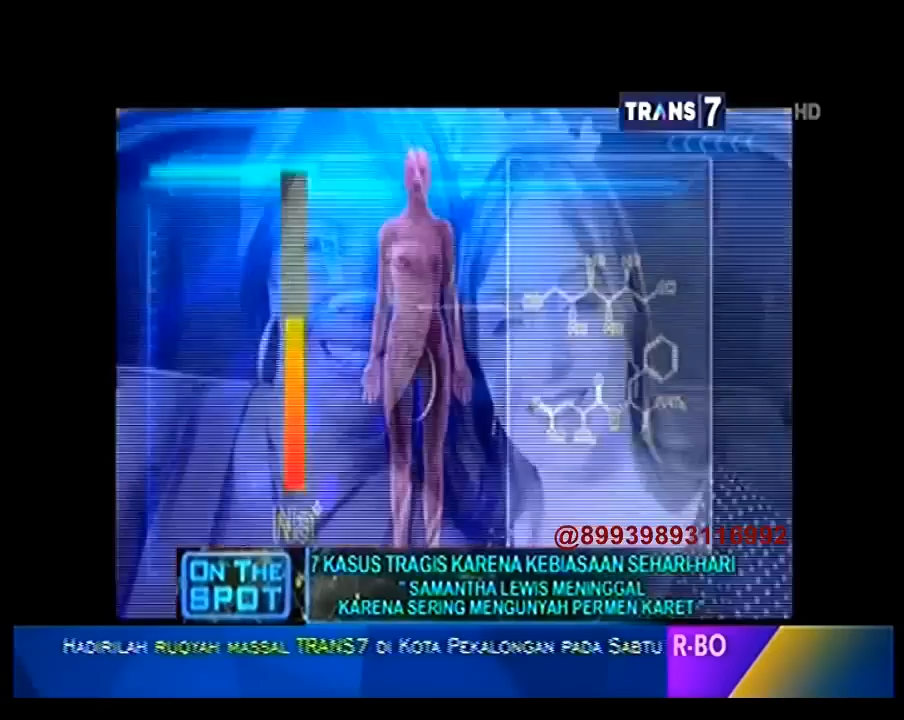 TRANS|7
HD
@89939893116992
ON THE
SPOT
7 KASUS TRAGIS KARENA KEBIASAAN SEHARI-HARI
" SAMANTHA LEWIS MENINGGAL
KARENA SERING MENGUNYAH PERMEN KARET "
HADIRILAH RUQYAH MASSAL TRANS7 DI KOTA PEKALONGAN PADA SABTU
R-BO